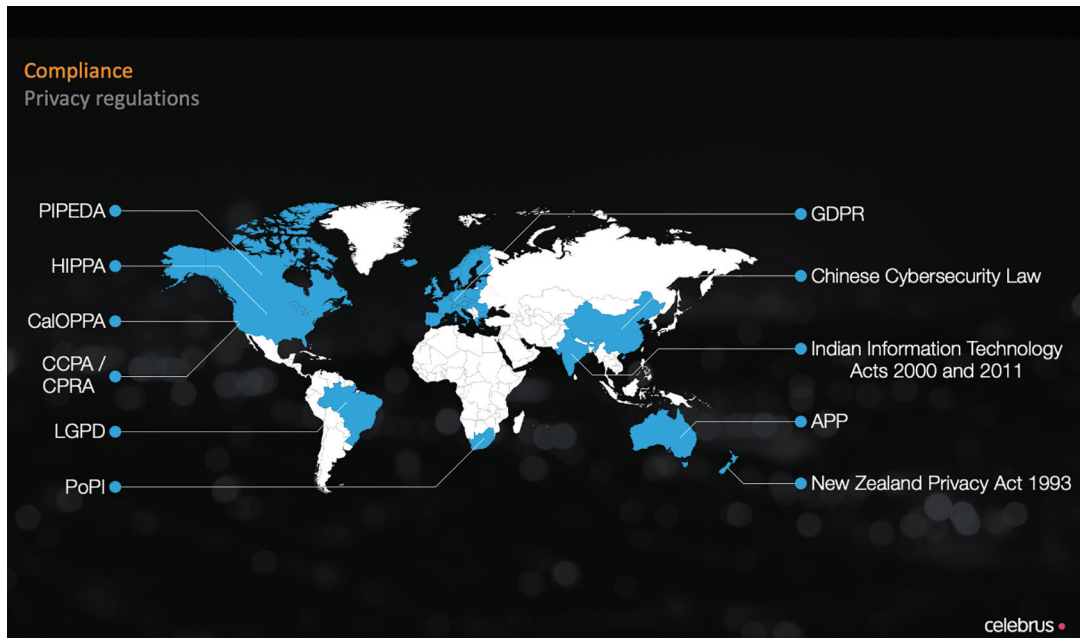 Compliance
Privacy regulations
PIPEDA
HIPPA
CalOPPA
CCPA /
CPRA
LGPD
PoPI
GDPR
Chinese Cybersecurity Law
Indian Information Technology
Acts 2000 and 2011
APP
New Zealand Privacy Act 1993
celebrus